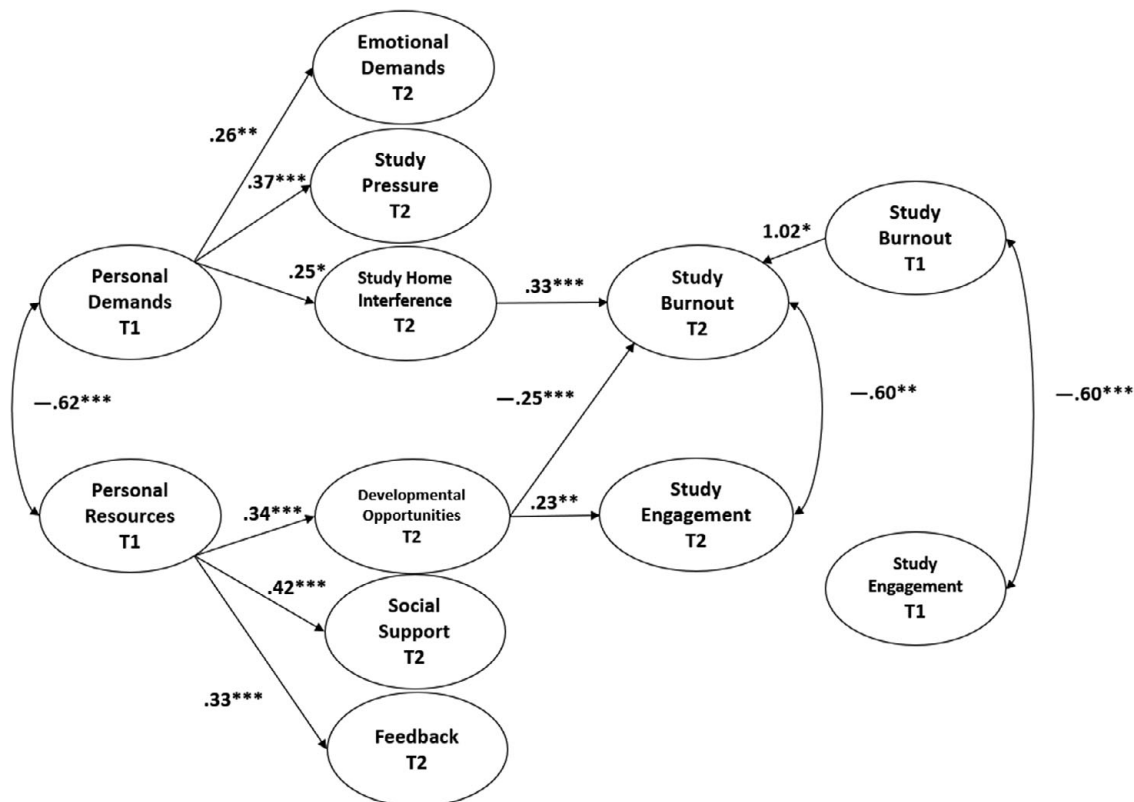 Emotional
Demands
T2
.26**
Study
Pressure
T2
.37***
Study
Burnout
T1
1.02*
Personal
Demands
T1
.25*
Study Home
Interference
T2
.33***
Study
Burnout
T2
—.62***
—.25***
—.60**
—.60***
Personal
Resources
T1
.34***
Developmental
Opportunities
T2
.23**
Study
Engagement
T2
Study
Engagement
T1
.42***
Social
Support
T2
.33***
Feedback
T2